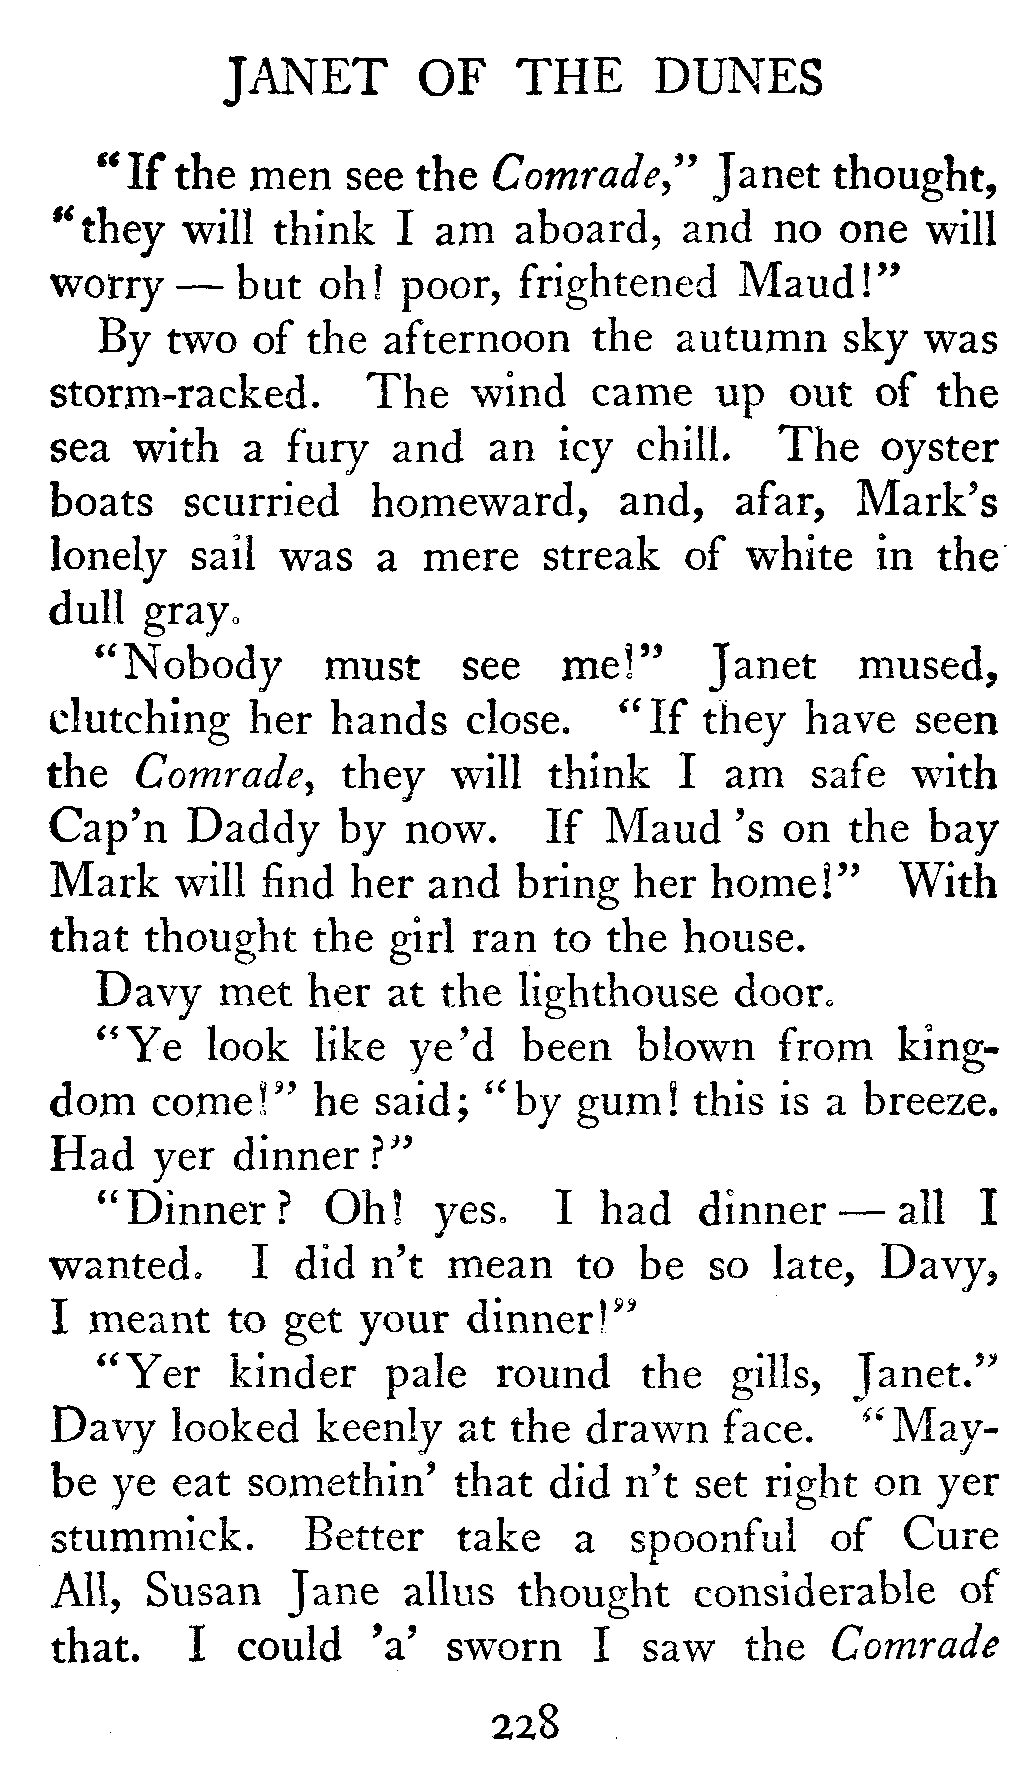 JANET OF THE DUNES
"If the men see the Comrade," Janet thought,
"they will think I am aboard, and no one will
worry — but oh! poor, frightened Maud!"
By two of the afternoon the autumn sky was
storm-racked. The wind came up out of the
sea with a fury and an icy chill. The oyster
boats scurried homeward, and, afar, Mark's
lonely sail was a mere streak of white in the
dull gray.
"Nobody must see me!" Janet mused,
clutching her hands close. "If they have seen
the Comrade, they will think I am safe with
Cap'n Daddy by now. If Maud 's on the bay
Mark will find her and bring her home!" With
that thought the girl ran to the house.
Davy met her at the lighthouse door.
"Ye look like ye'd been blown from king-
dom come!" he said; "by gum! this is a breeze.
Had yer dinner?"
"Dinner? Oh! yes. I had dinner — all I
wanted. I did n't mean to be so late, Davy,
I meant to get your dinner!"
"Yer kinder pale round the gills, Janet."
Davy looked keenly at the drawn face. "May-
be ye eat somethin' that did n't set right on yer
stummick. Better take a spoonful of Cure
All, Susan Jane allus thought considerable of
that. I could 'a' sworn I saw the Comrade
228